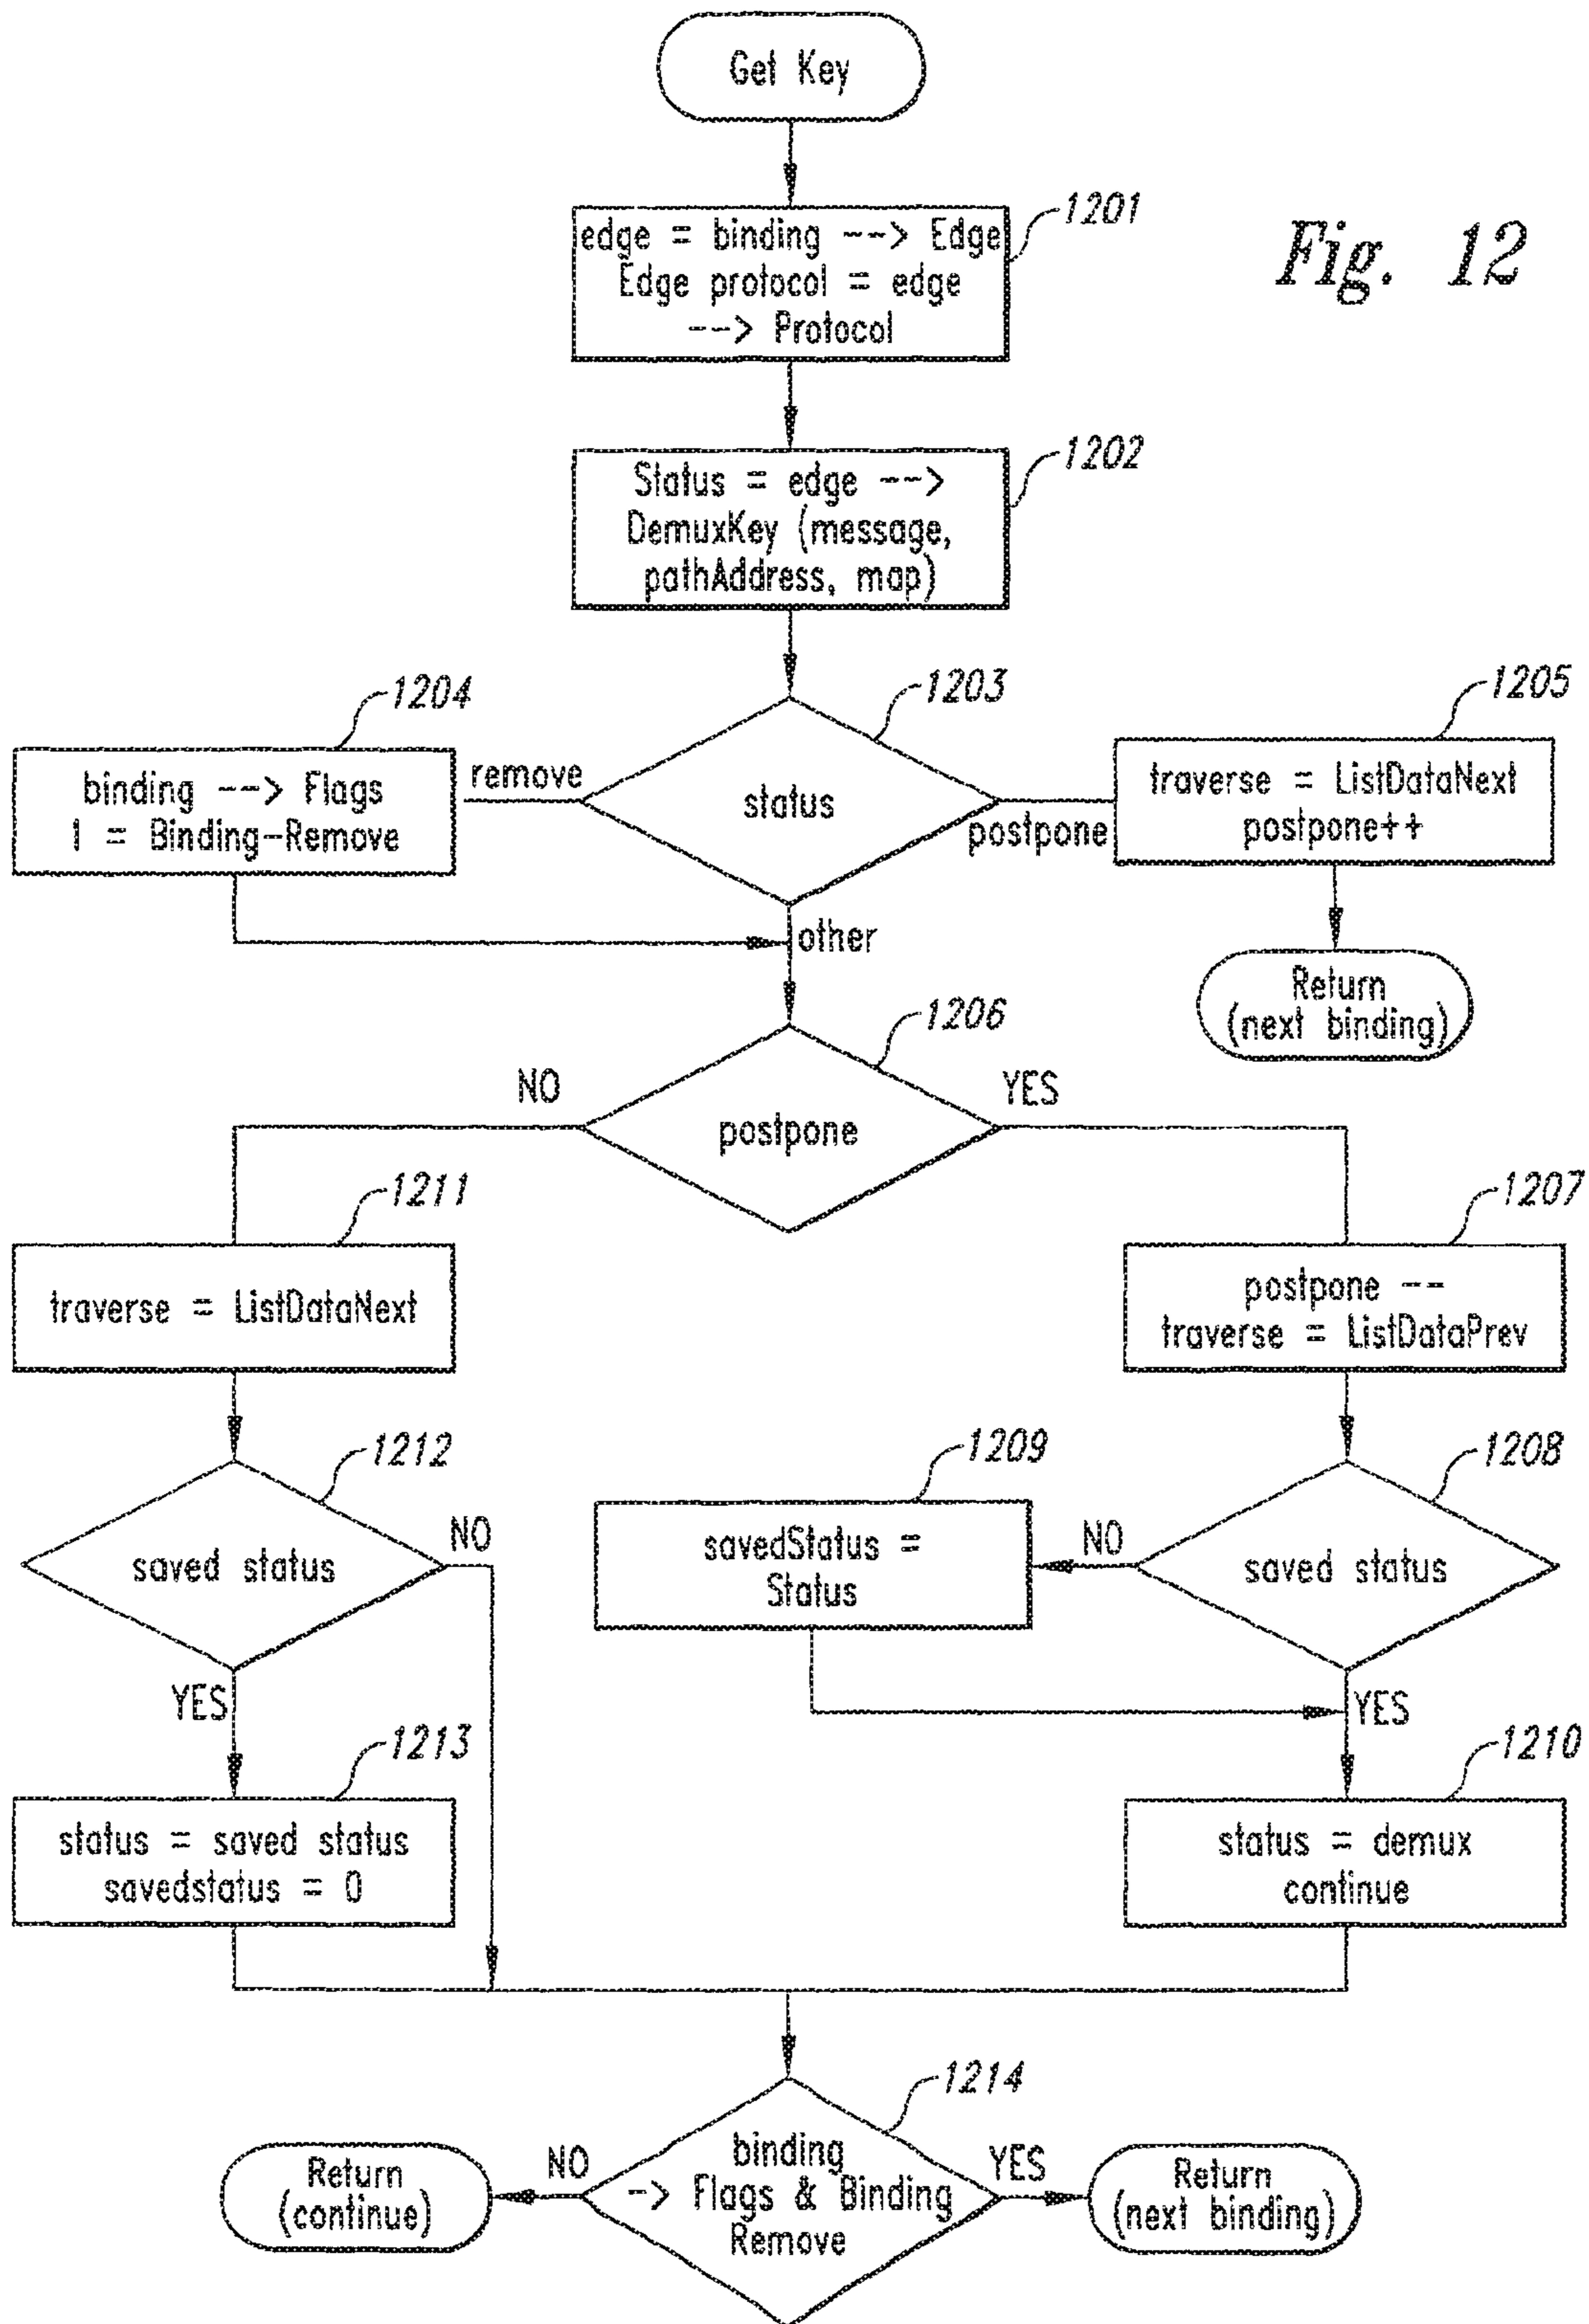 Get Key
1201
edge = binding --> Edge
Edge protocol = edge
--> Protocol
Fig. 12
1202
Status = edge -->
DemuxKey (message,
pathAddress, map)
1203
status
remove
postpone
other
1204
binding --> Flags
1 = Binding-Remove
1205
traverse = ListDataNext
postpone++
Return
(next binding)
1206
postpone
NO
YES
1211
traverse = ListDataNext
1207
postpone --
traverse = ListDataPrev
1212
saved status
NO
YES
1209
savedStatus =
Status
1208
saved status
NO
YES
1213
status = saved status
savedstatus = 0
1210
status = demux
continue
1214
binding
-> Flags & Binding
Remove
NO
YES
Return
(continue)
Return
(next binding)